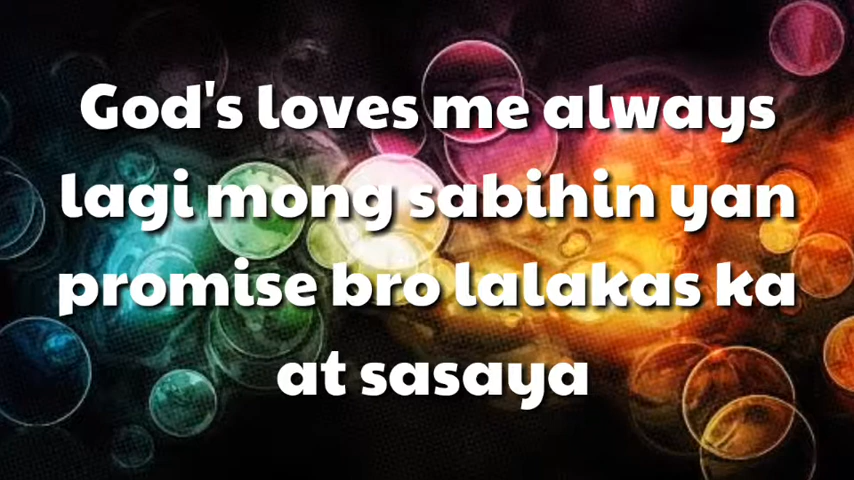 God's loves me always
lagi mong sabihin yan
promise bro lalakas ka
at sasaya